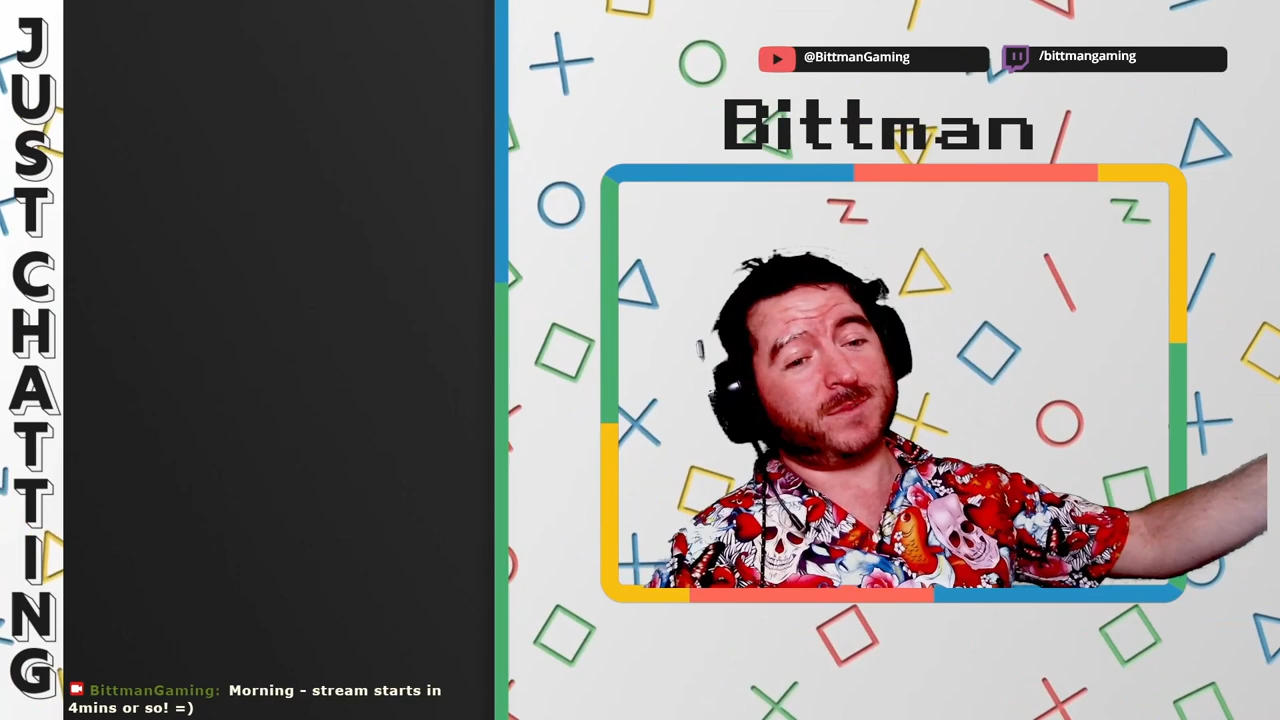 JUST CHATTING
@BittmanGaming
/bittmangaming
Bittman
BittmanGaming: Morning - stream starts in
4mins or so! =)